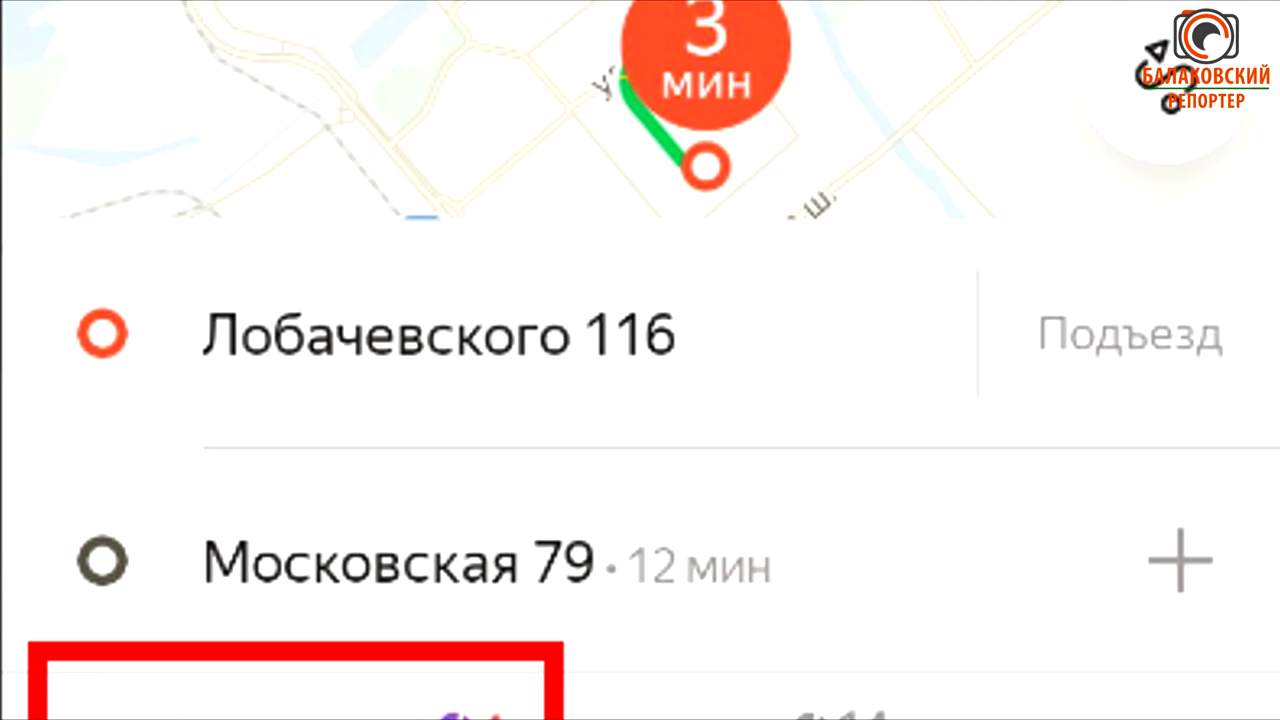 3
мин
БАЛАКОВСКИЙ
РЕПОРТЕР
ш.
Лобачевского 116
Подъезд
Московская 79 • 12 мин